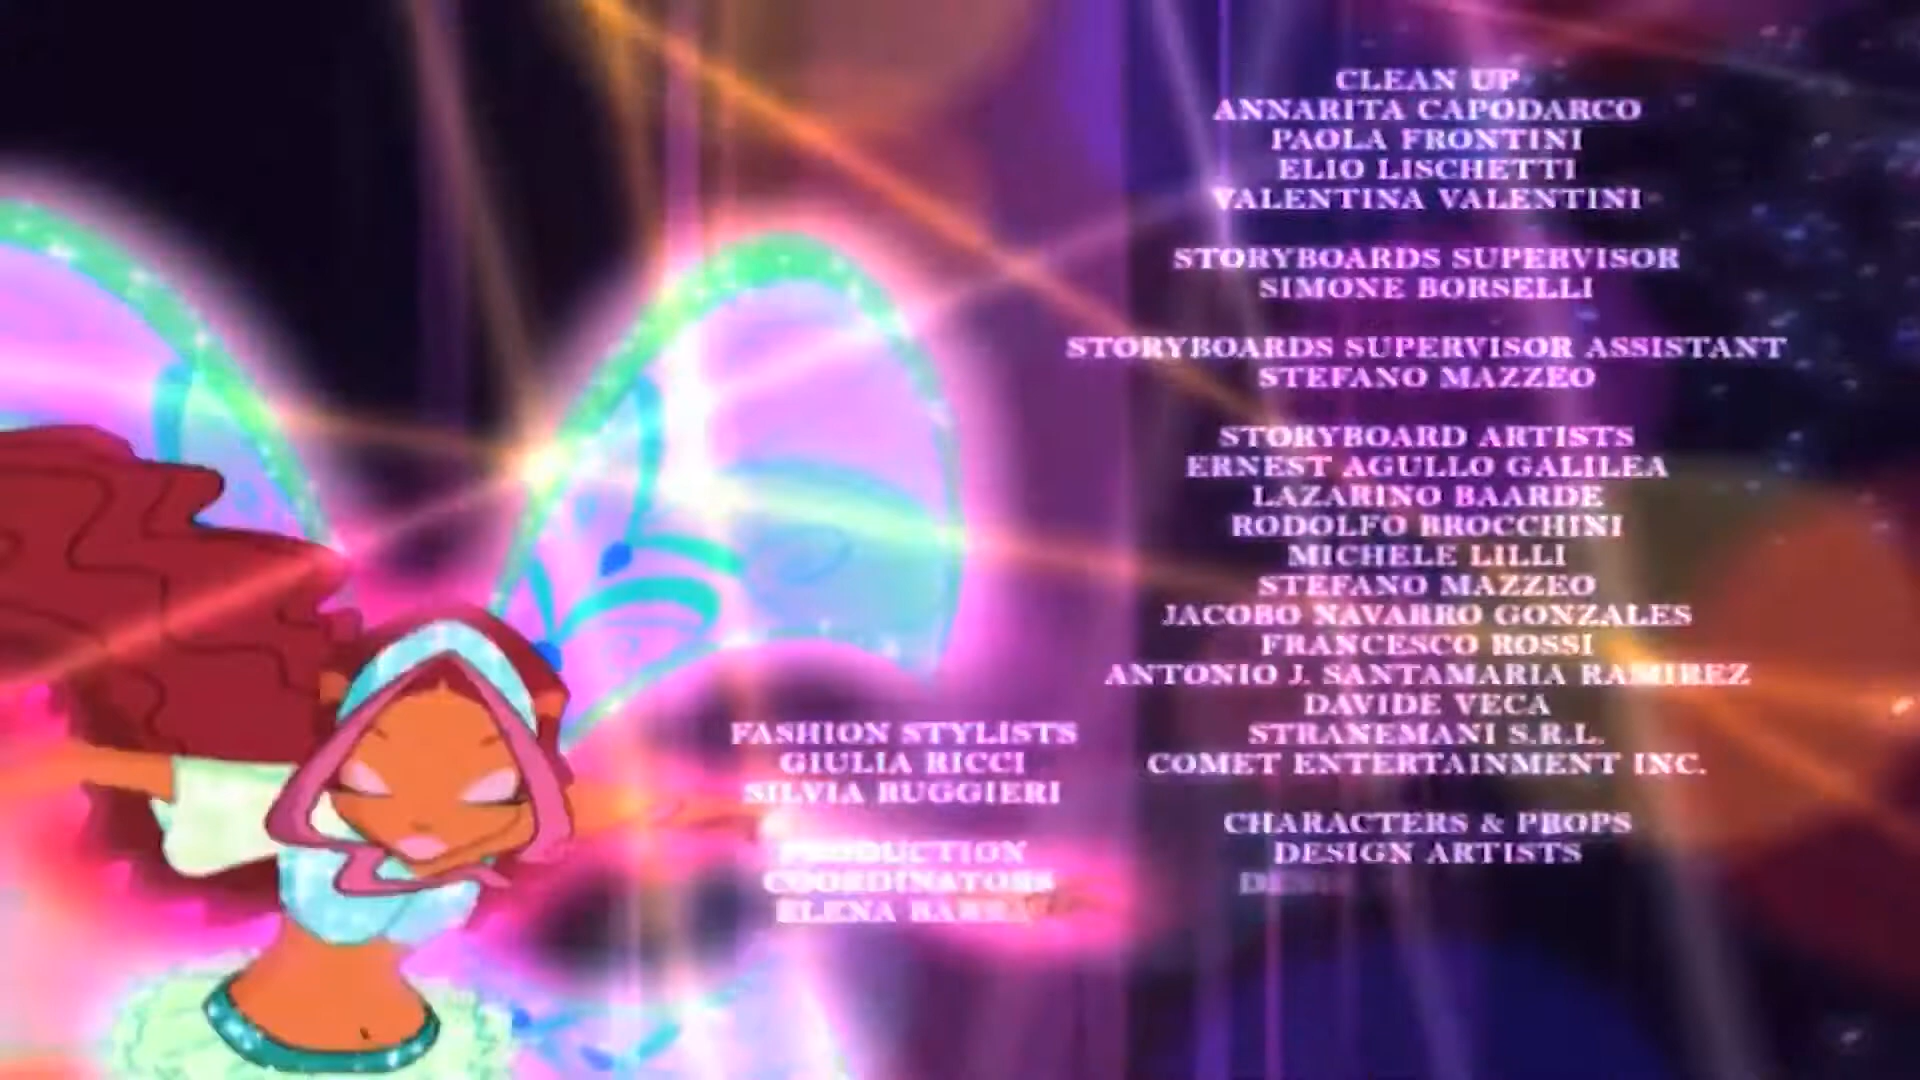 CLEAN UP
ANNARITA CAPODARCO
PAOLA FRONTINI
ELIO LISCHETTI
VALENTINA VALENTINI
STORYBOARDS SUPERVISOR
SIMONE BORSELLI
STORYBOARDS SUPERVISOR ASSISTANT
STEFANO MAZZEO
STORYBOARD ARTISTS
ERNEST AGULLO GALILEA
LAZARINO BAARDE
RODOLFO BROCCHINI
MICHELE LILLI
STEFANO MAZZEO
JACOBO NAVARRO GONZALES
FRANCESCO ROSSI
ANTONIO J. SANTAMARIA RAMIREZ
DAVIDE VECA
STRANEMANI S.R.L.
COMET ENTERTAINMENT INC.
CHARACTERS & PROPS
DESIGN ARTISTS
FASHION STYLISTS
GIULIA RICCI
SILVIA RUGGIERI
PRODUCTION
COORDINATORS
ELENA